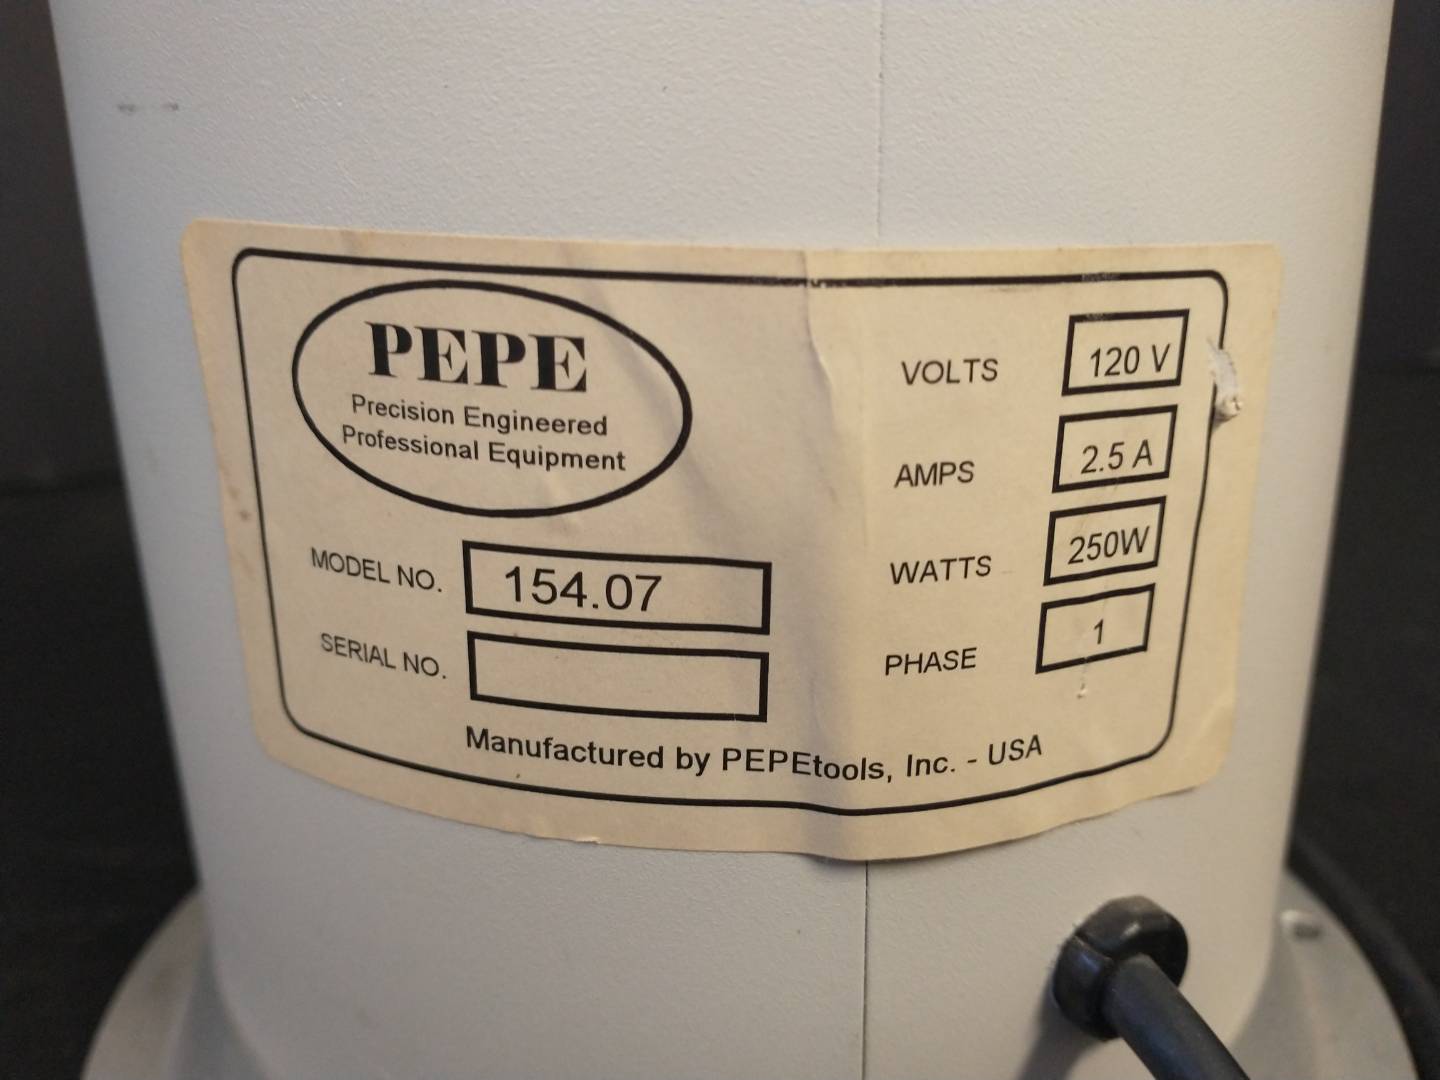 PEPE
Precision Engineered
Professional Equipment
MODEL NO. 154.07
SERIAL NO.
VOLTS 120 V
AMPS 2.5 A
WATTS 250W
PHASE 1
Manufactured by PEPEtools, Inc. - USA